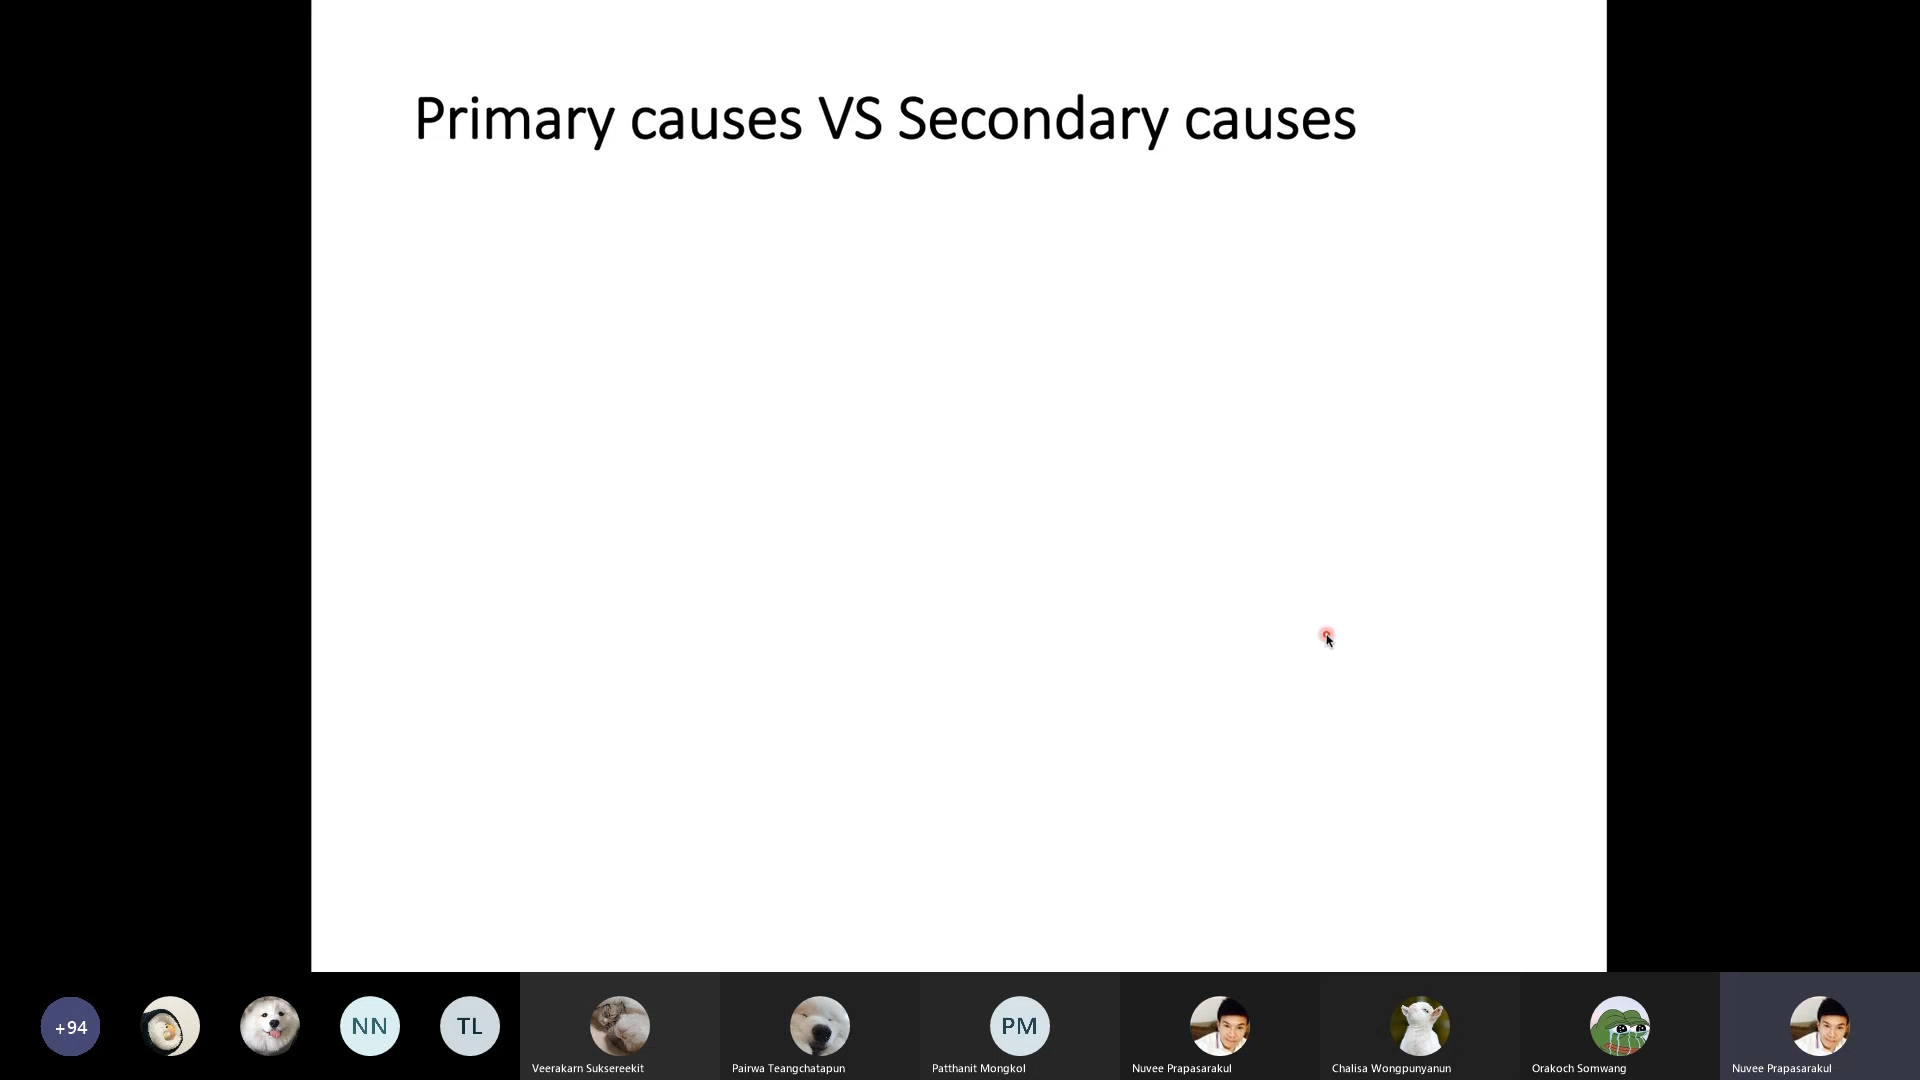 Primary causes VS Secondary causes
+94
NN
TL
Veerakarn Suksereekit
Pairwa Teangchatapun
PM
Patthanit Mongkol
Nuvee Prapasarakul
Chalisa Wongpunyanun
Orakoch Somwang
Nuvee Prapasarakul